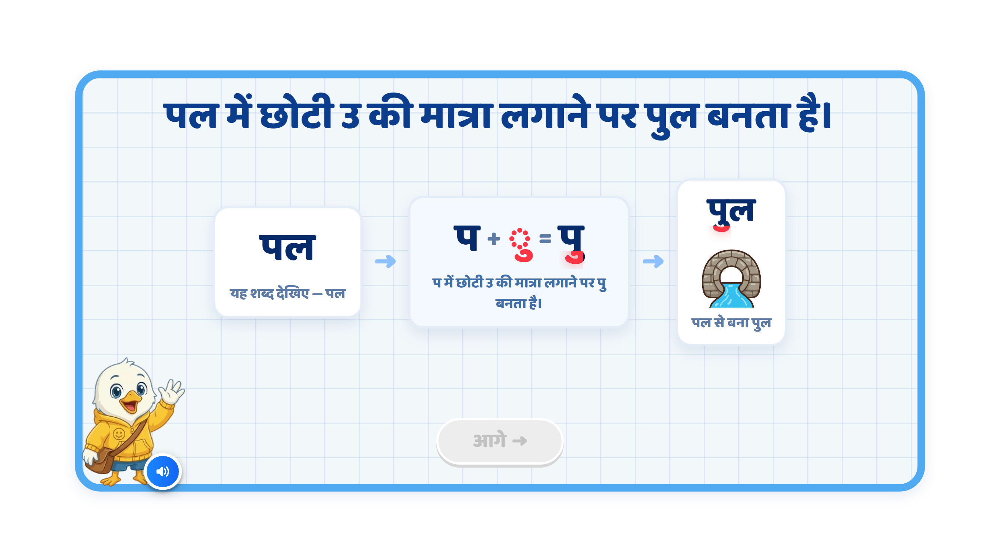 पल में छोटी उ की मात्रा लगाने पर पुल बनता है।
पल
यह शब्द देखिए – पल
→
प + ु = पु
प में छोटी उ की मात्रा लगाने पर पु
बनता है।
→
पुल
पल से बना पुल
आगे →